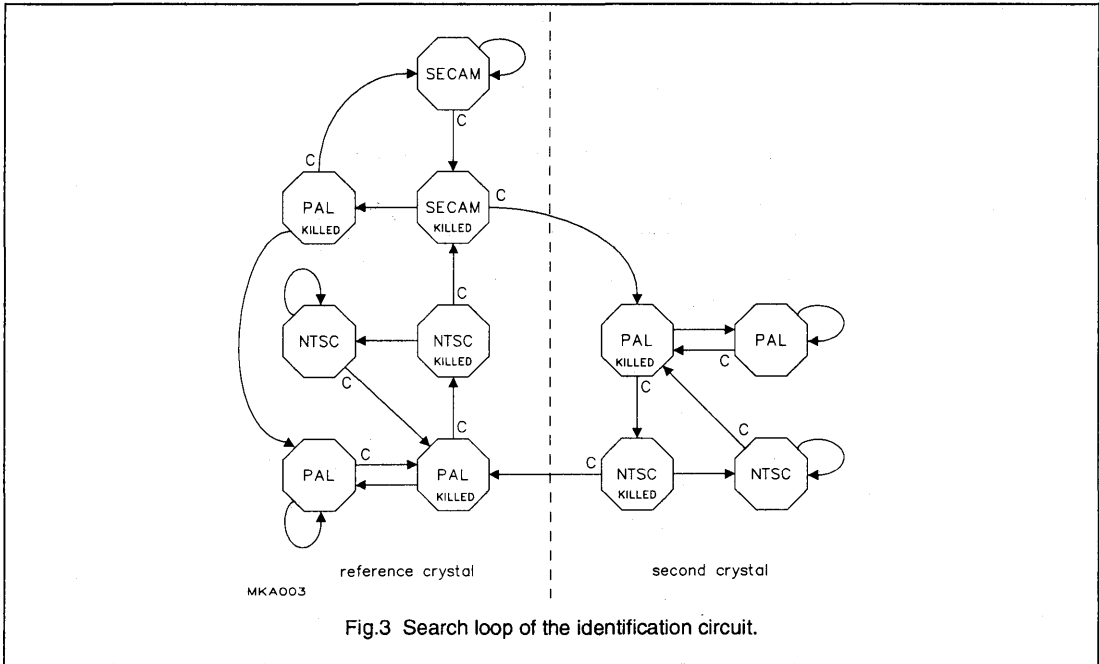 SECAM
C
C
C
PAL
KILLED
SECAM
KILLED
C
NTSC
NTSC
KILLED
C
C
PAL
KILLED
PAL
C
C
C
PAL
C
PAL
KILLED
C
NTSC
KILLED
NTSC
reference crystal
second crystal
MKA003
Fig.3 Search loop of the identification circuit.